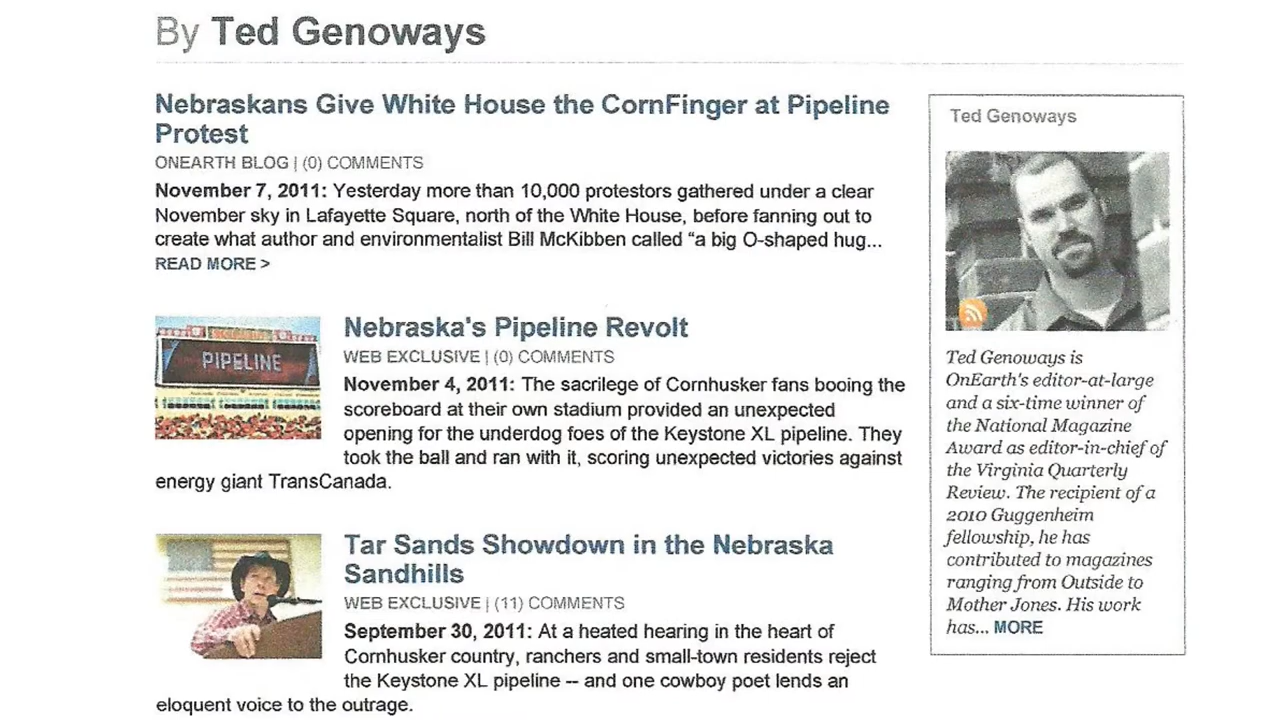 By Ted Genoways
Nebraskans Give White House the CornFinger at Pipeline
Protest
ONEARTH BLOG | (0) COMMENTS
November 7, 2011: Yesterday more than 10,000 protestors gathered under a clear
November sky in Lafayette Square, north of the White House, before fanning out to
create what author and environmentalist Bill McKibben called “a big O-shaped hug...
READ MORE >
PIPELINE
Nebraska's Pipeline Revolt
WEB EXCLUSIVE | (0) COMMENTS
November 4, 2011: The sacrilege of Cornhusker fans booing the
scoreboard at their own stadium provided an unexpected
opening for the underdog foes of the Keystone XL pipeline. They
took the ball and ran with it, scoring unexpected victories against
energy giant TransCanada.
Tar Sands Showdown in the Nebraska
Sandhills
WEB EXCLUSIVE | (11) COMMENTS
September 30, 2011: At a heated hearing in the heart of
Cornhusker country, ranchers and small-town residents reject
the Keystone XL pipeline -- and one cowboy poet lends an
eloquent voice to the outrage.
Ted Genoways
Ted Genoways is
OnEarth's editor-at-large
and a six-time winner of
the National Magazine
Award as editor-in-chief of
the Virginia Quarterly
Review. The recipient of a
2010 Guggenheim
fellowship, he has
contributed to magazines
ranging from Outside to
Mother Jones. His work
has... MORE